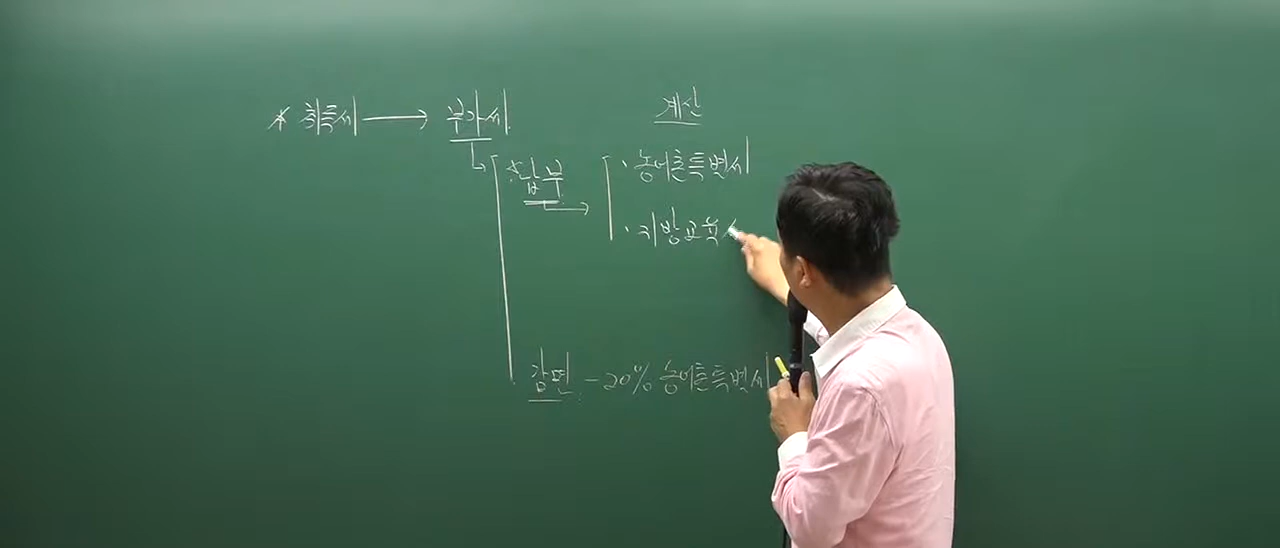 * 취득세 → 부가세
계산
* 납부 → · 농어촌특별세
· 지방교육
감면 - 20% 농어촌특별세